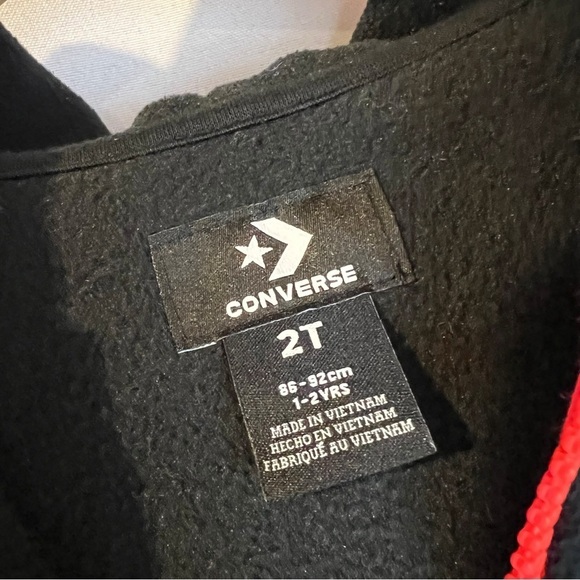 CONVERSE
2T
86-92cm
1-2YRS
MADE IN VIETNAM
HECHO EN VIETNAM
FABRIQUÉ AU VIETNAM